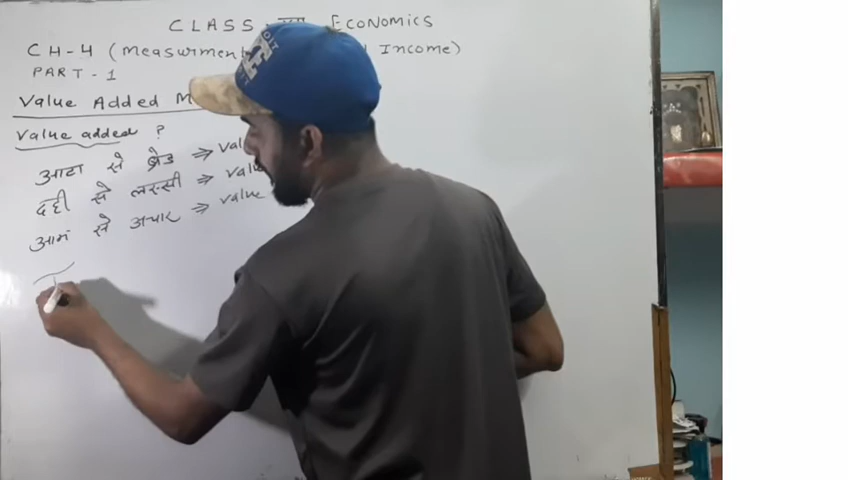 CLASS ECONOMICS
CH-4 (Measurment Income)
PART-1
Value Added M
Value added ?
आटा से ब्रेड ⇒ Val
दही से लस्सी ⇒ Value
आमं से अचार ⇒ Value